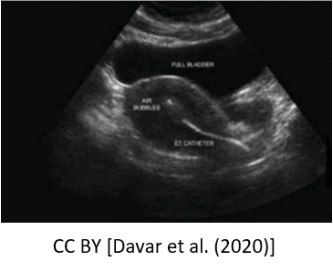 FULL BLADDER
AIR
BUBBLES
ET CATHETER
CC BY [Davar et al. (2020)]